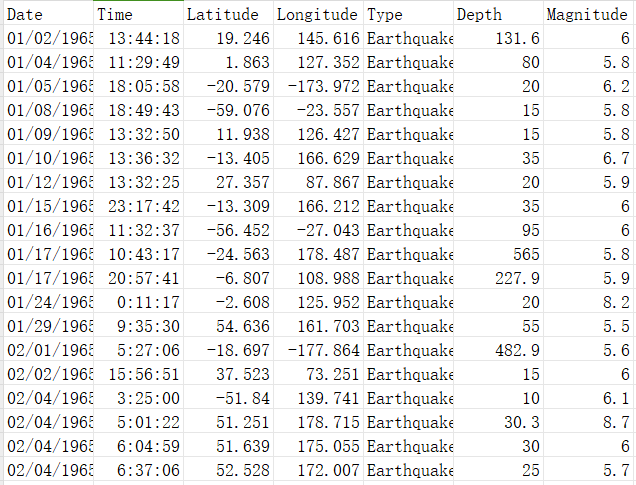 Date Time Latitude Longitude Type Depth Magnitude
01/02/1965 13:44:18 19.246 145.616 Earthquake 131.6 6
01/04/1965 11:29:49 1.863 127.352 Earthquake 80 5.8
01/05/1965 18:05:58 -20.579 -173.972 Earthquake 20 6.2
01/08/1965 18:49:43 -59.076 -23.557 Earthquake 15 5.8
01/09/1965 13:32:50 11.938 126.427 Earthquake 15 5.8
01/10/1965 13:36:32 -13.405 166.629 Earthquake 35 6.7
01/12/1965 13:32:25 27.357 87.867 Earthquake 20 5.9
01/15/1965 23:17:42 -13.309 166.212 Earthquake 35 6
01/16/1965 11:32:37 -56.452 -27.043 Earthquake 95 6
01/17/1965 10:43:17 -24.563 178.487 Earthquake 565 5.8
01/17/1965 20:57:41 -6.807 108.988 Earthquake 227.9 5.9
01/24/1965 0:11:17 -2.608 125.952 Earthquake 20 8.2
01/29/1965 9:35:30 54.636 161.703 Earthquake 55 5.5
02/01/1965 5:27:06 -18.697 -177.864 Earthquake 482.9 5.6
02/02/1965 15:56:51 37.523 73.251 Earthquake 15 6
02/04/1965 3:25:00 -51.84 139.741 Earthquake 10 6.1
02/04/1965 5:01:22 51.251 178.715 Earthquake 30.3 8.7
02/04/1965 6:04:59 51.639 175.055 Earthquake 30 6
02/04/1965 6:37:06 52.528 172.007 Earthquake 25 5.7